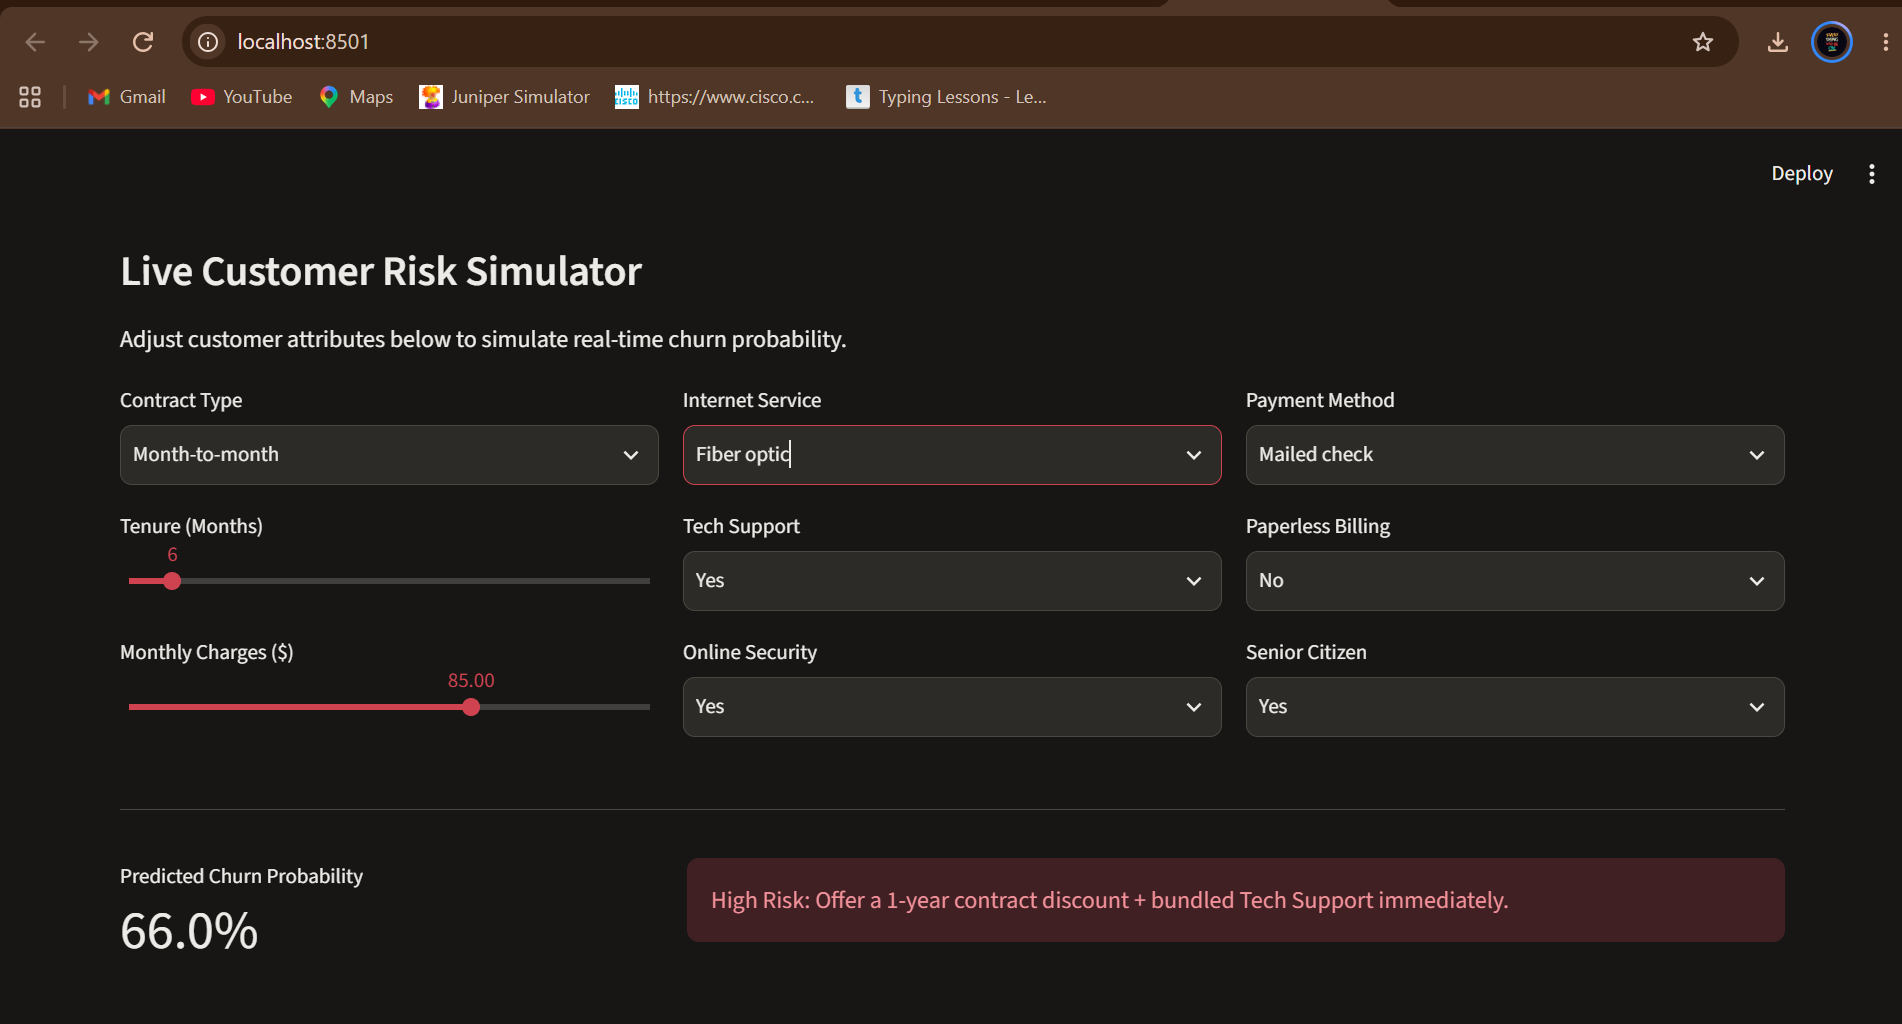 localhost:8501
Gmail
YouTube
Maps
Juniper Simulator
https://www.cisco.c...
Typing Lessons - Le...
Deploy
Live Customer Risk Simulator
Adjust customer attributes below to simulate real-time churn probability.
Contract Type
Internet Service
Payment Method
Month-to-month
Fiber optic
Mailed check
Tenure (Months)
Tech Support
Paperless Billing
6
Yes
No
Monthly Charges ($)
Online Security
Senior Citizen
85.00
Yes
Yes
Predicted Churn Probability
66.0%
High Risk: Offer a 1-year contract discount + bundled Tech Support immediately.